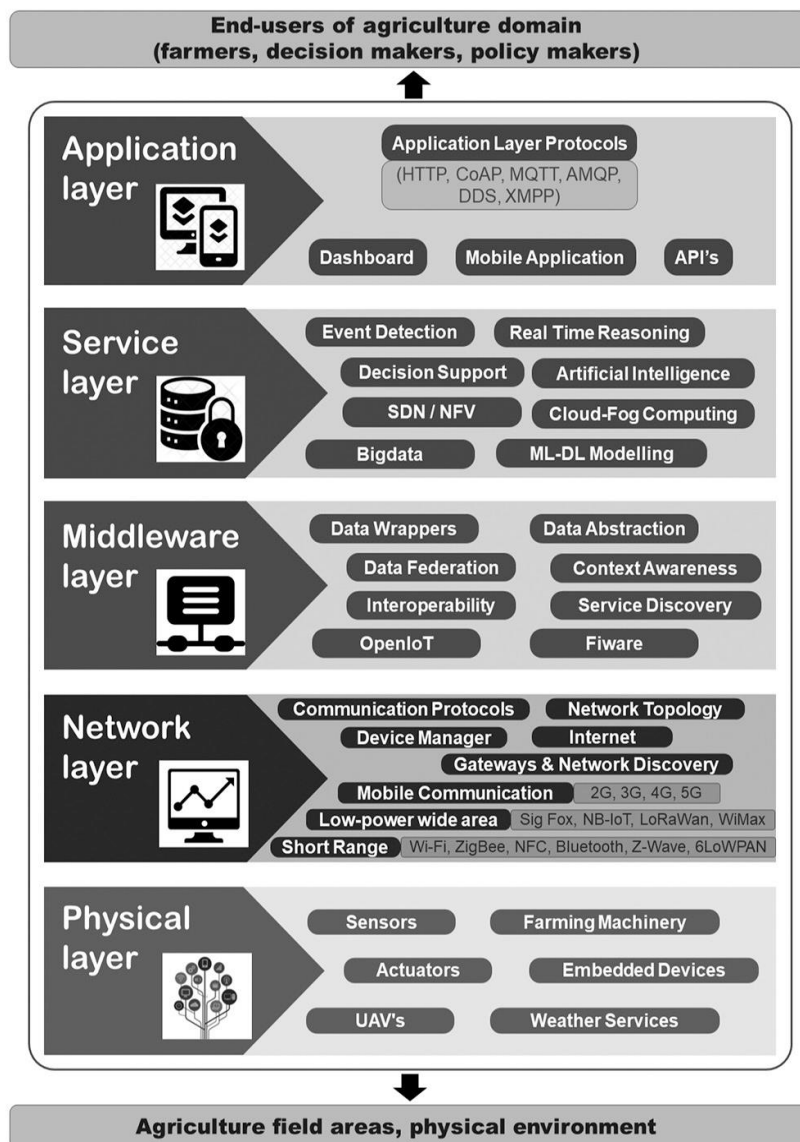 End-users of agriculture domain
(farmers, decision makers, policy makers)
Application
layer
Application Layer Protocols
(HTTP, CoAP, MQTT, AMQP,
DDS, XMPP)
Dashboard
Mobile Application
API's
Service
layer
Event Detection
Real Time Reasoning
Decision Support
Artificial Intelligence
SDN / NFV
Cloud-Fog Computing
Bigdata
ML-DL Modelling
Middleware
layer
Data Wrappers
Data Abstraction
Data Federation
Context Awareness
Interoperability
Service Discovery
OpenIoT
Fiware
Network
layer
Communication Protocols
Network Topology
Device Manager
Internet
Gateways & Network Discovery
Mobile Communication
2G, 3G, 4G, 5G
Low-power wide area
Sig Fox, NB-IoT, LoRaWan, WiMax
Short Range
Wi-Fi, ZigBee, NFC, Bluetooth, Z-Wave, 6LoWPAN
Physical
layer
Sensors
Farming Machinery
Actuators
Embedded Devices
UAV's
Weather Services
Agriculture field areas, physical environment